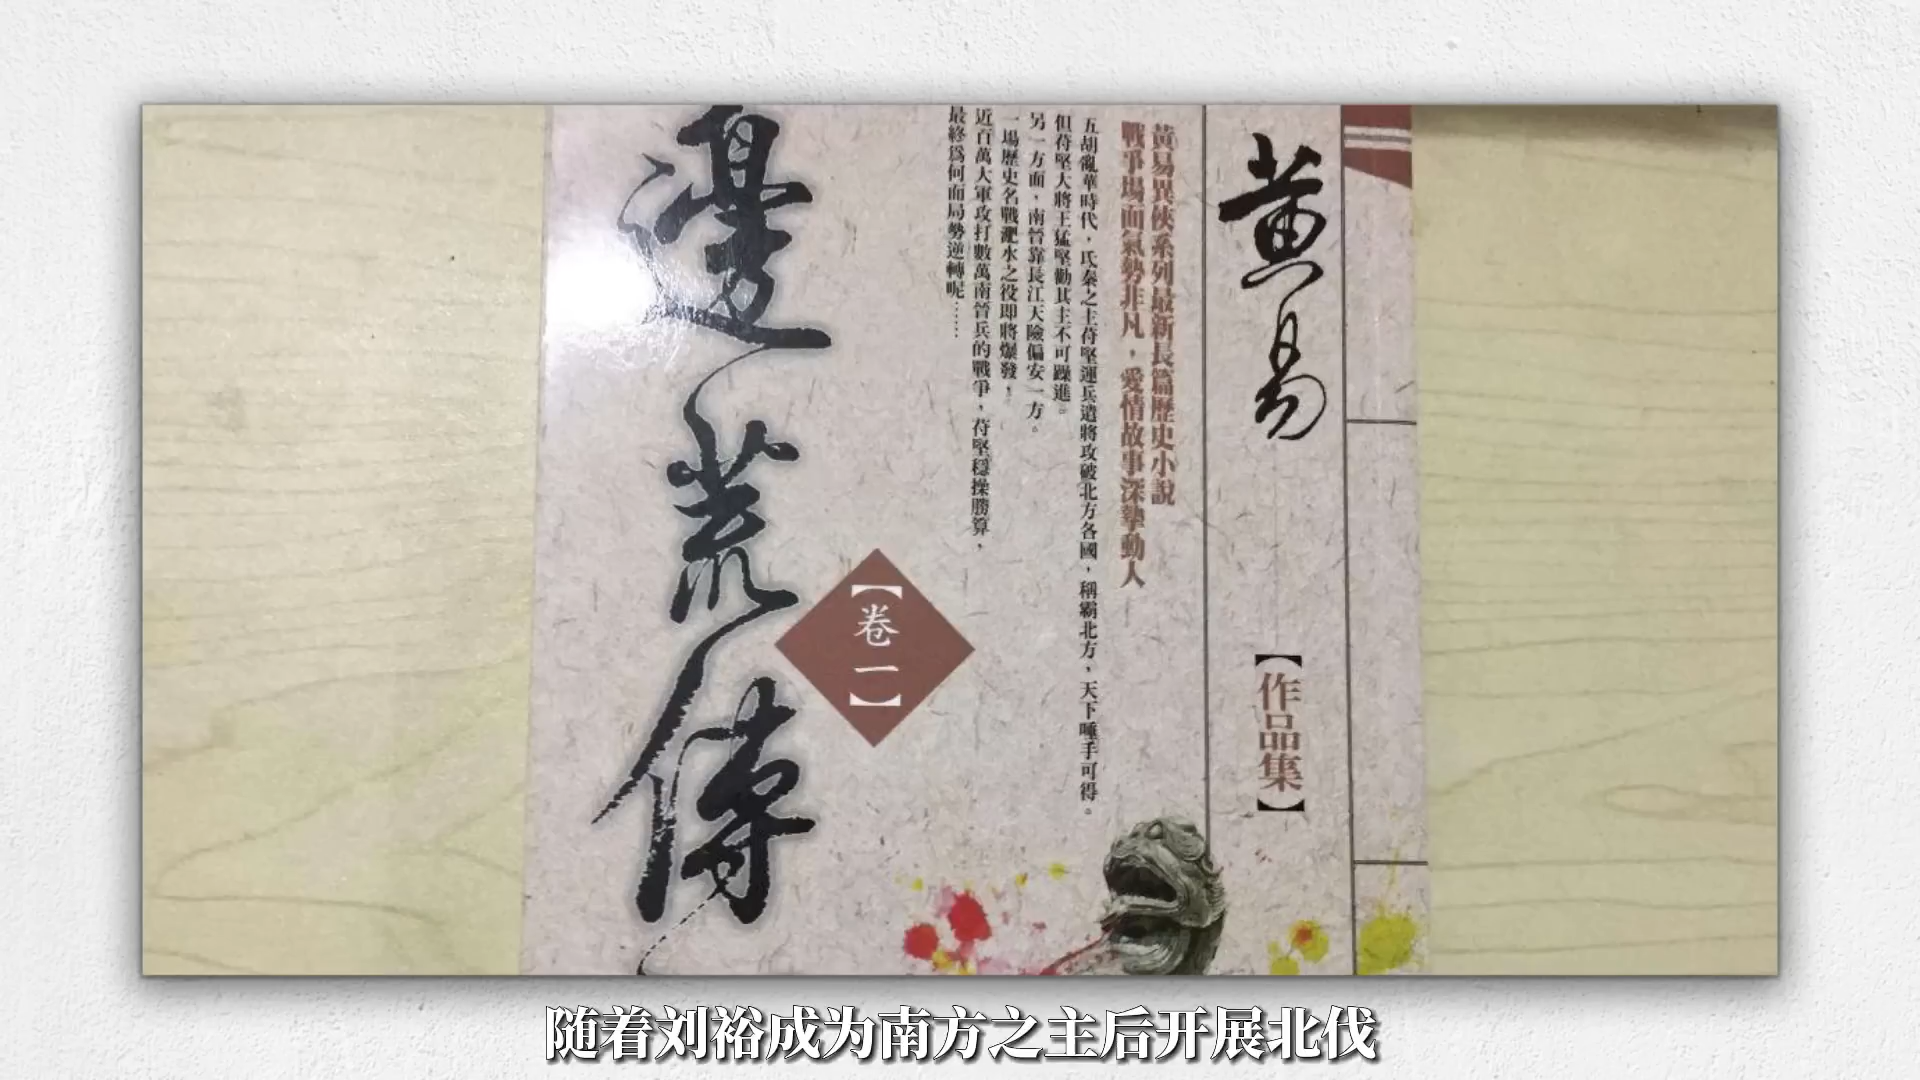 黃易
【作品集】
黃易異俠系列最新長篇歷史小說
戰爭場面氣勢非凡，愛情故事深摯動人
五胡亂華時代，氐秦之主苻堅運兵遣將攻破北方各國，稱霸北方，天下唾手可得。
但苻堅大將王猛堅勸其主不可躁進。
另一方面，南晉靠長江天險偏安一方。
一場歷史名戰淝水之役即將爆發，
近百萬大軍攻打數萬南晉兵的戰爭，苻堅穩操勝算，
最終為何面局勢逆轉呢……
【卷一】
邊荒傳
随着刘裕成为南方之主后开展北伐